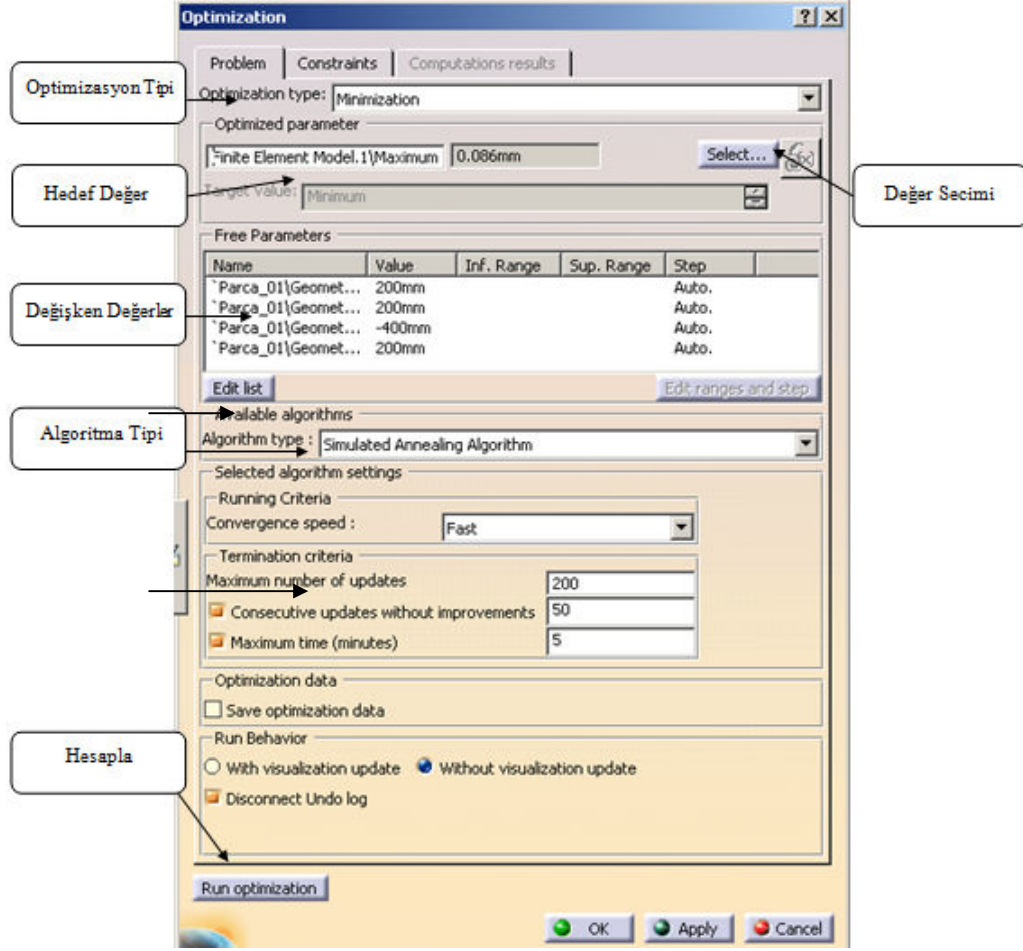 Optimization
Problem
Constraints
Computations results
Optimizasyon Tipi
Optimization type:
Minimization
Optimized parameter
Finite Element Model.1\Maximum
0.086mm
Select...
Hedef Değer
Değer Secimi
Target value:
Minimum
Free Parameters
Name Value Inf. Range Sup. Range Step
`Parca_01\Geomet... 200mm Auto.
`Parca_01\Geomet... 200mm Auto.
`Parca_01\Geomet... -400mm Auto.
`Parca_01\Geomet... 200mm Auto.
Değişken Değerler
Edit list
Edit ranges and step
Available algorithms
Algoritma Tipi
Algorithm type :
Simulated Annealing Algorithm
Selected algorithm settings
Running Criteria
Convergence speed :
Fast
Termination criteria
Maximum number of updates
200
Consecutive updates without improvements
50
Maximum time (minutes)
5
Optimization data
Save optimization data
Run Behavior
Hesapla
With visualization update
Without visualization update
Disconnect Undo log
Run optimization
OK
Apply
Cancel